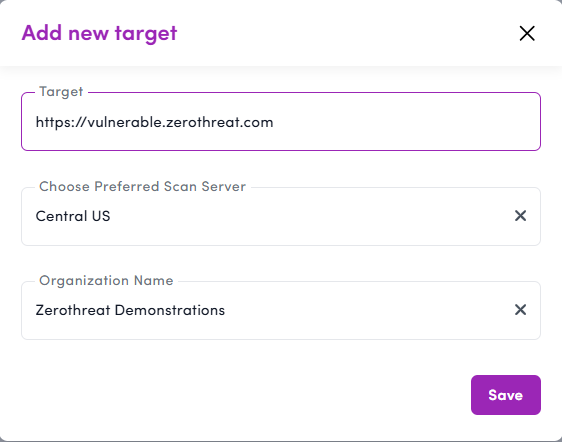 Add new target
Target
https://vulnerable.zerothreat.com
Choose Preferred Scan Server
Central US
Organization Name
Zerothreat Demonstrations
Save